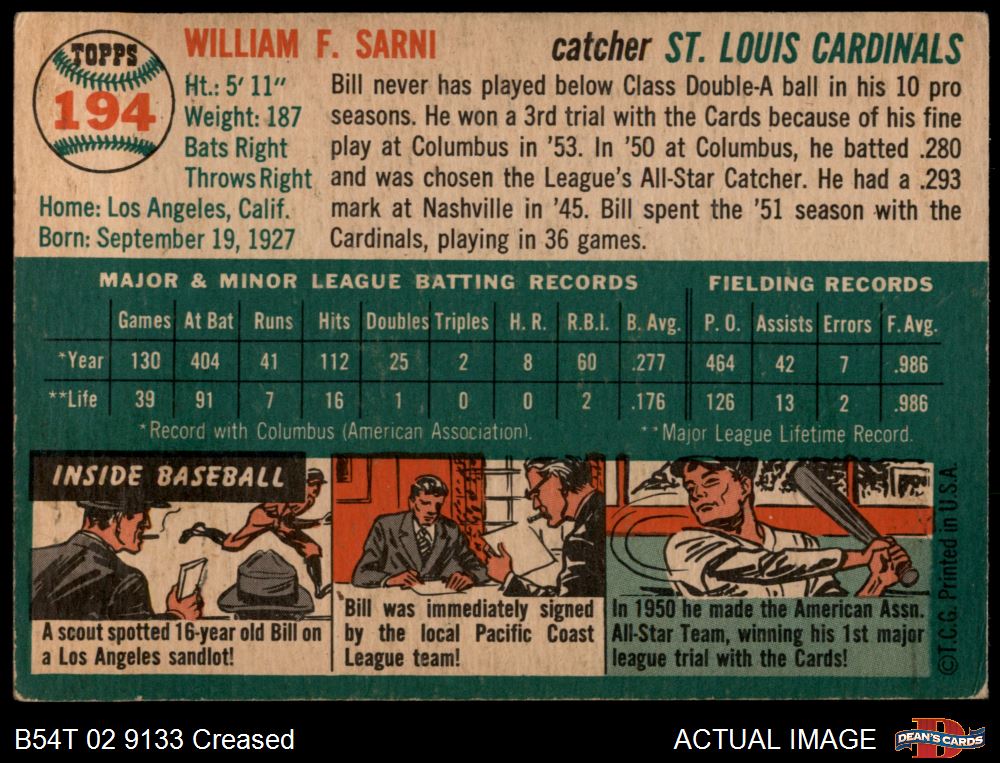 TOPPS
194
WILLIAM F. SARNI
catcher ST. LOUIS CARDINALS
Ht.: 5' 11"
Weight: 187
Bats Right
Throws Right
Home: Los Angeles, Calif.
Born: September 19, 1927
Bill never has played below Class Double-A ball in his 10 pro
seasons. He won a 3rd trial with the Cards because of his fine
play at Columbus in '53. In '50 at Columbus, he batted .280
and was chosen the League's All-Star Catcher. He had a .293
mark at Nashville in '45. Bill spent the '51 season with the
Cardinals, playing in 36 games.
MAJOR & MINOR LEAGUE BATTING RECORDS FIELDING RECORDS
Games At Bat Runs Hits Doubles Triples H. R. R.B.I. B. Avg. P. O. Assists Errors F. Avg.
*Year 130 404 41 112 25 2 8 60 .277 464 42 7 .986
**Life 39 91 7 16 1 0 0 2 .176 126 13 2 .986
*Record with Columbus (American Association). **Major League Lifetime Record.
INSIDE BASEBALL
A scout spotted 16-year old Bill on
a Los Angeles sandlot!
Bill was immediately signed
by the local Pacific Coast
League team!
In 1950 he made the American Assn.
All-Star Team, winning his 1st major
league trial with the Cards!
©T.C.G. Printed in U.S.A.
B54T 02 9133 Creased
ACTUAL IMAGE
DEAN'S CARDS